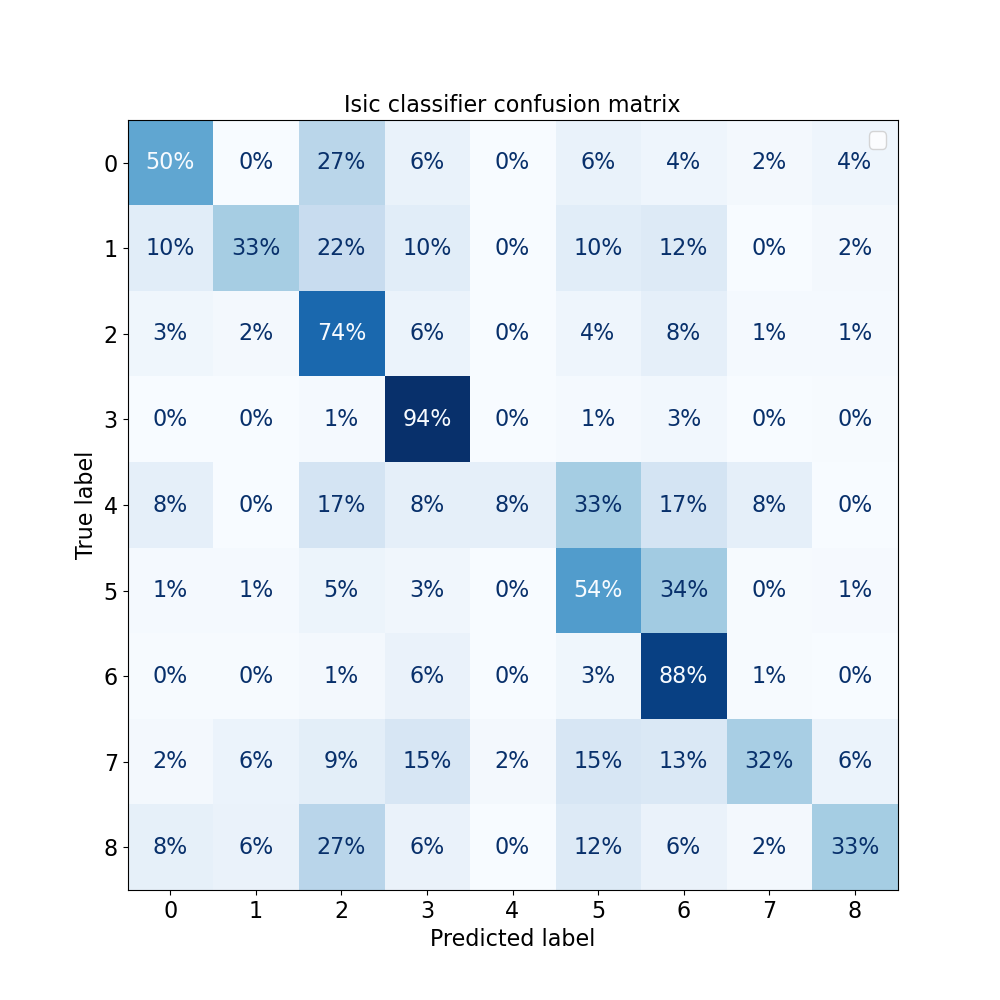 Isic classifier confusion matrix
0 50% 0% 27% 6% 0% 6% 4% 2% 4%
1 10% 33% 22% 10% 0% 10% 12% 0% 2%
2 3% 2% 74% 6% 0% 4% 8% 1% 1%
3 0% 0% 1% 94% 0% 1% 3% 0% 0%
4 8% 0% 17% 8% 8% 33% 17% 8% 0%
5 1% 1% 5% 3% 0% 54% 34% 0% 1%
6 0% 0% 1% 6% 0% 3% 88% 1% 0%
7 2% 6% 9% 15% 2% 15% 13% 32% 6%
8 8% 6% 27% 6% 0% 12% 6% 2% 33%
0 1 2 3 4 5 6 7 8
Predicted label
True label